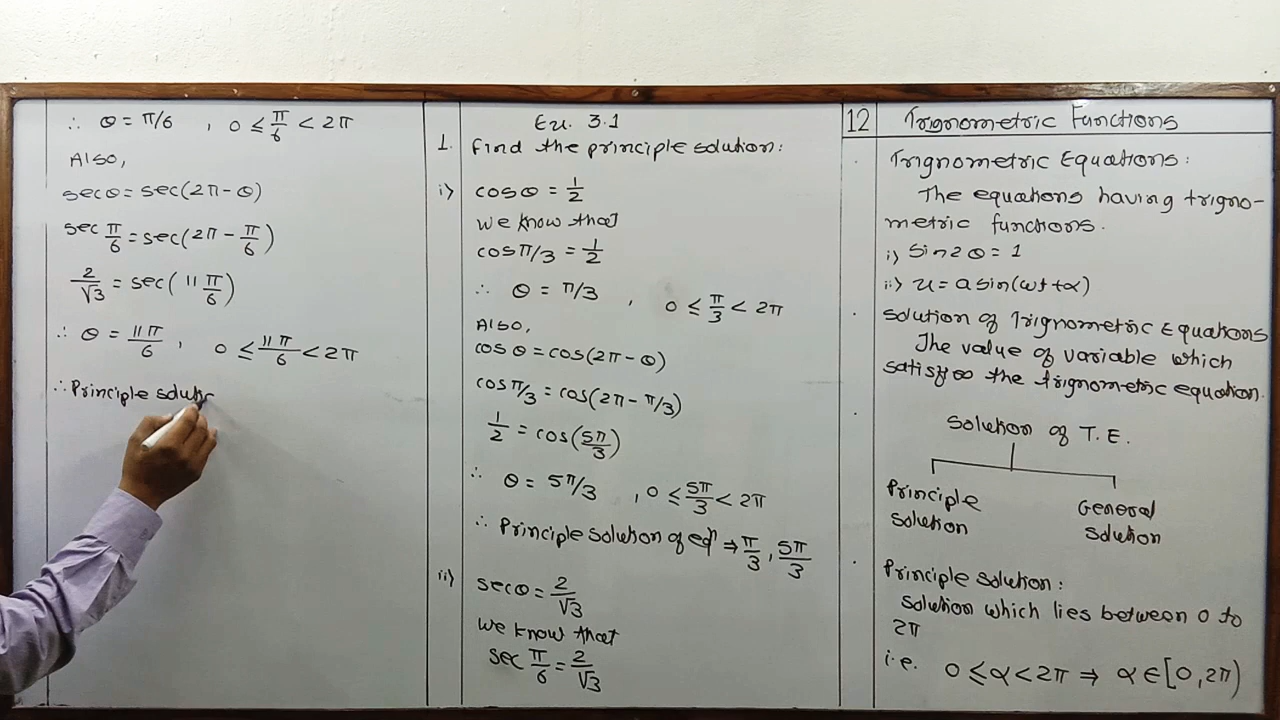 12 Trignometric Functions
Trignometric Equations:
The equations having trigno-
metric functions.
i) sin2θ = 1
ii) x = a sin(ωt + α)
Solution of Trignometric Equations
The value of variable which
satisfies the trignometric equation.
Solution of T.E.
Principle
solution
General
solution
Principle solution:
Solution which lies between 0 to
2π
i.e. 0 ≤ α < 2π ⇒ α ∈ [0, 2π)
Ex. 3.1
1. Find the principle solution:
i) cosθ = 1/2
We know that
cosπ/3 = 1/2
∴ θ = π/3 , 0 ≤ π/3 < 2π
Also,
cosθ = cos(2π - θ)
cosπ/3 = cos(2π - π/3)
1/2 = cos(5π/3)
∴ θ = 5π/3 , 0 ≤ 5π/3 < 2π
∴ Principle solution of eqn ⇒ π/3, 5π/3
ii) secθ = 2/√3
We know that
sec π/6 = 2/√3
∴ θ = π/6 , 0 ≤ π/6 < 2π
Also,
secθ = sec(2π - θ)
sec π/6 = sec(2π - π/6)
2/√3 = sec(11 π/6)
∴ θ = 11π/6 , 0 ≤ 11π/6 < 2π
∴ Principle solutio